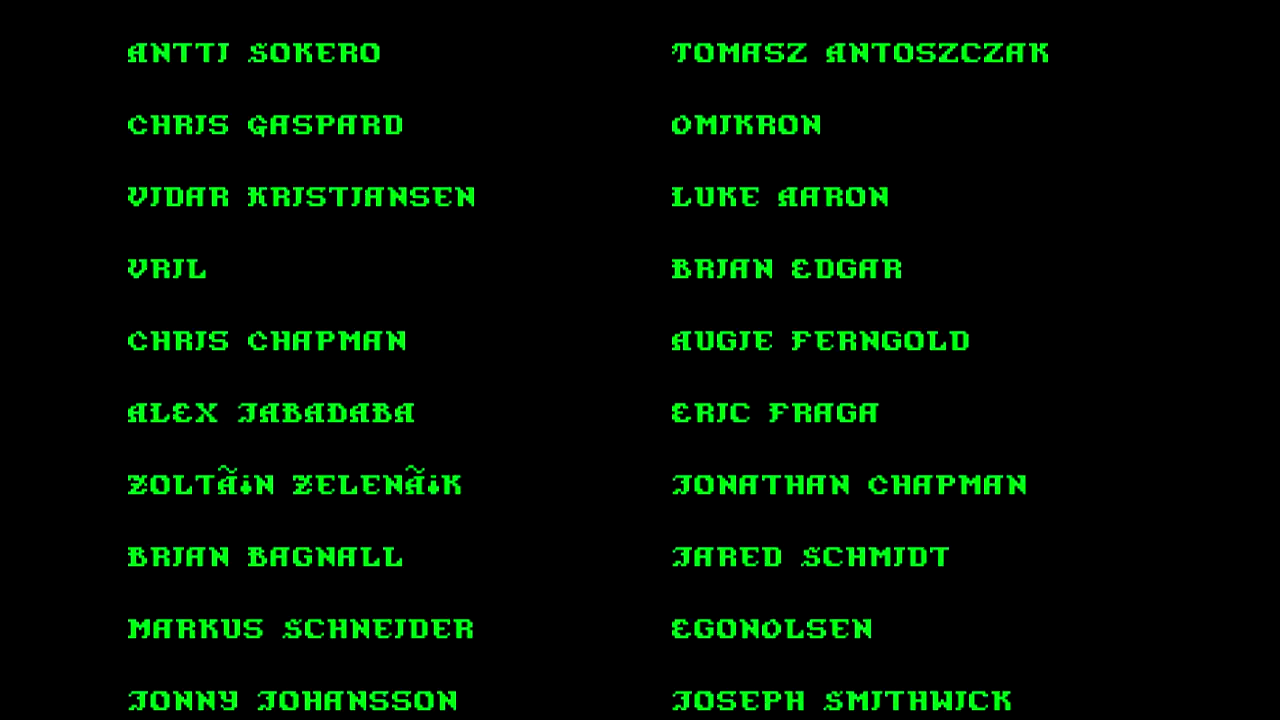 ANTTI SOKERO
CHRIS GASPARD
VIDAR KRISTIANSEN
VRIL
CHRIS CHAPMAN
ALEX JABADABA
ZOLTÃ¡N ZELENÃ¡K
BRIAN BAGNALL
MARKUS SCHNEIDER
JONNY JOHANSSON
TOMASZ ANTOSZCZAK
OMIKRON
LUKE AARON
BRIAN EDGAR
AUGIE FERNGOLD
ERIC FRAGA
JONATHAN CHAPMAN
JARED SCHMIDT
EGONOLSEN
JOSEPH SMITHWICK